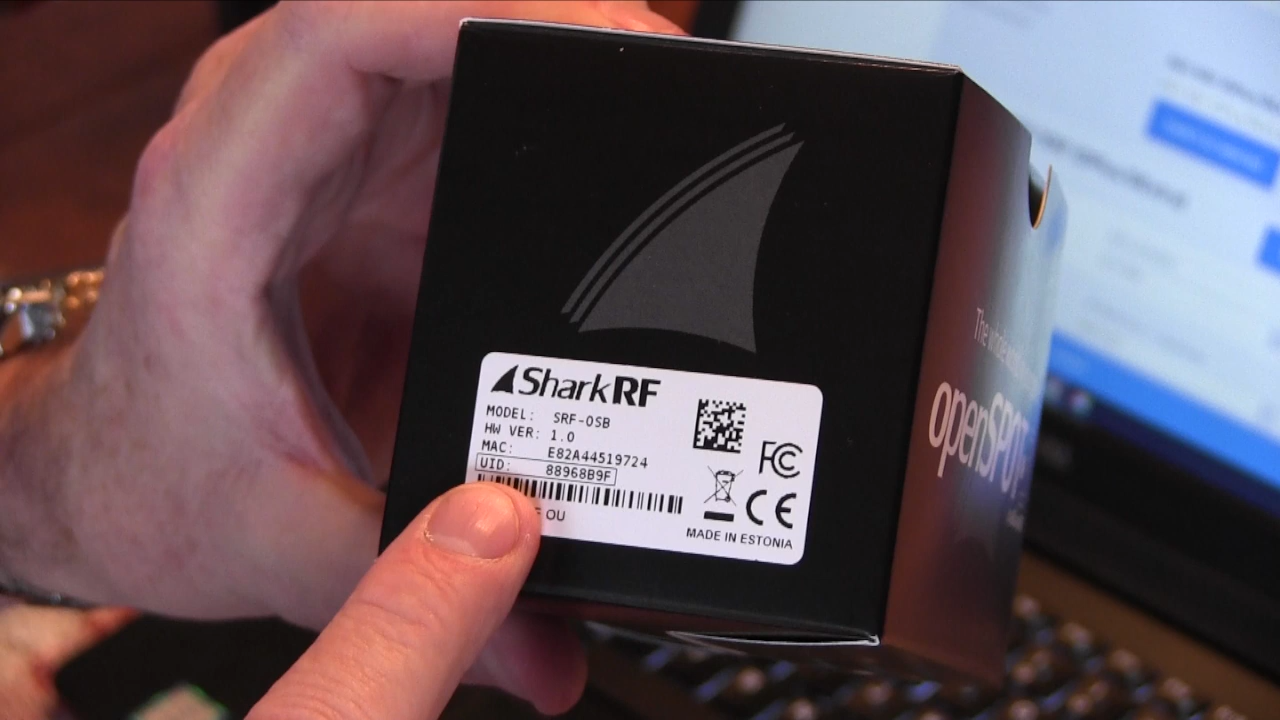 SharkRF
MODEL: SRF-OSB
HW VER: 1.0
MAC: E82A44519724
UID: 88968B9F
F OU
FC
CE
MADE IN ESTONIA
The
openSPOT